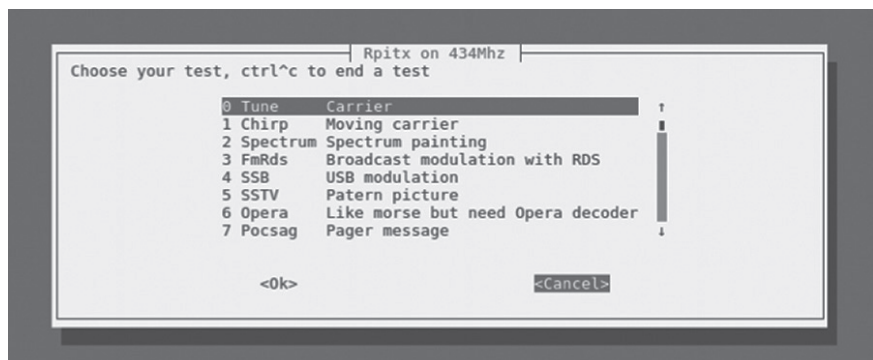 Rpitx on 434Mhz
Choose your test, ctrl^c to end a test
0 Tune Carrier
1 Chirp Moving carrier
2 Spectrum Spectrum painting
3 FmRds Broadcast modulation with RDS
4 SSB USB modulation
5 SSTV Patern picture
6 Opera Like morse but need Opera decoder
7 Pocsag Pager message
<Ok> <Cancel>